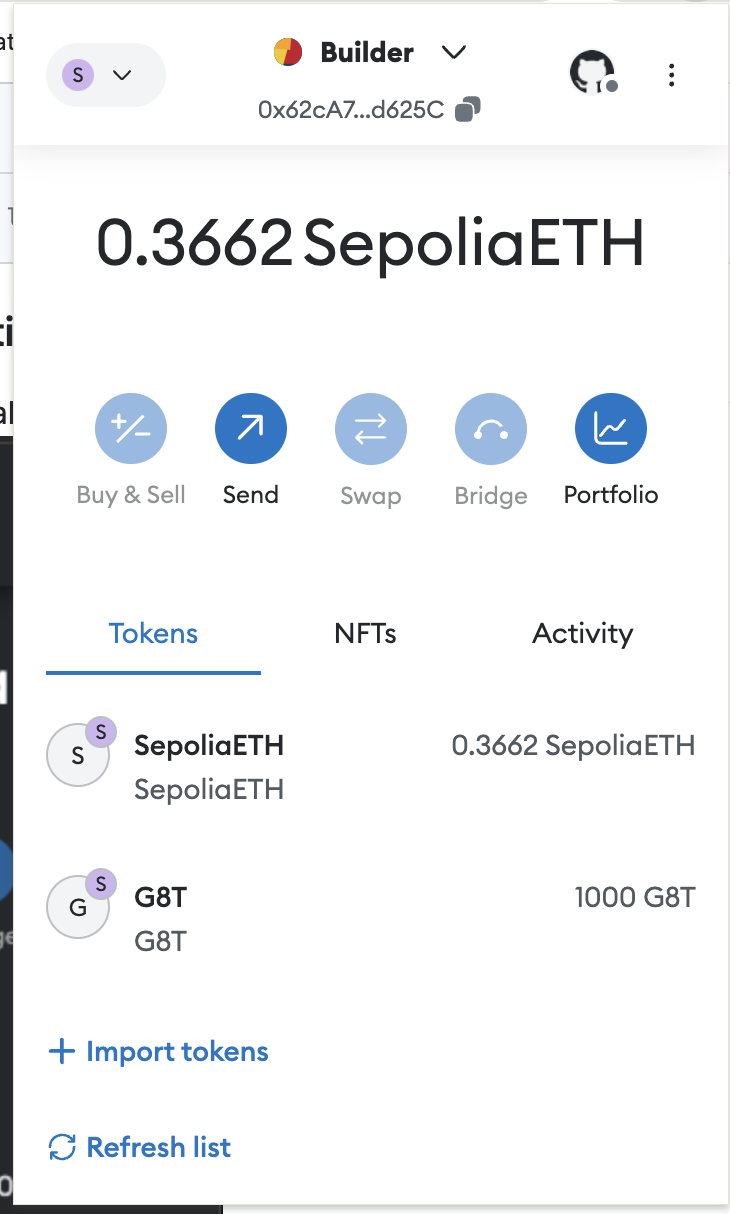 S
Builder
0x62cA7...d625C
0.3662 SepoliaETH
Buy & Sell
Send
Swap
Bridge
Portfolio
Tokens
NFTs
Activity
S
S
SepoliaETH
0.3662 SepoliaETH
SepoliaETH
S
G
G8T
1000 G8T
G8T
Import tokens
Refresh list